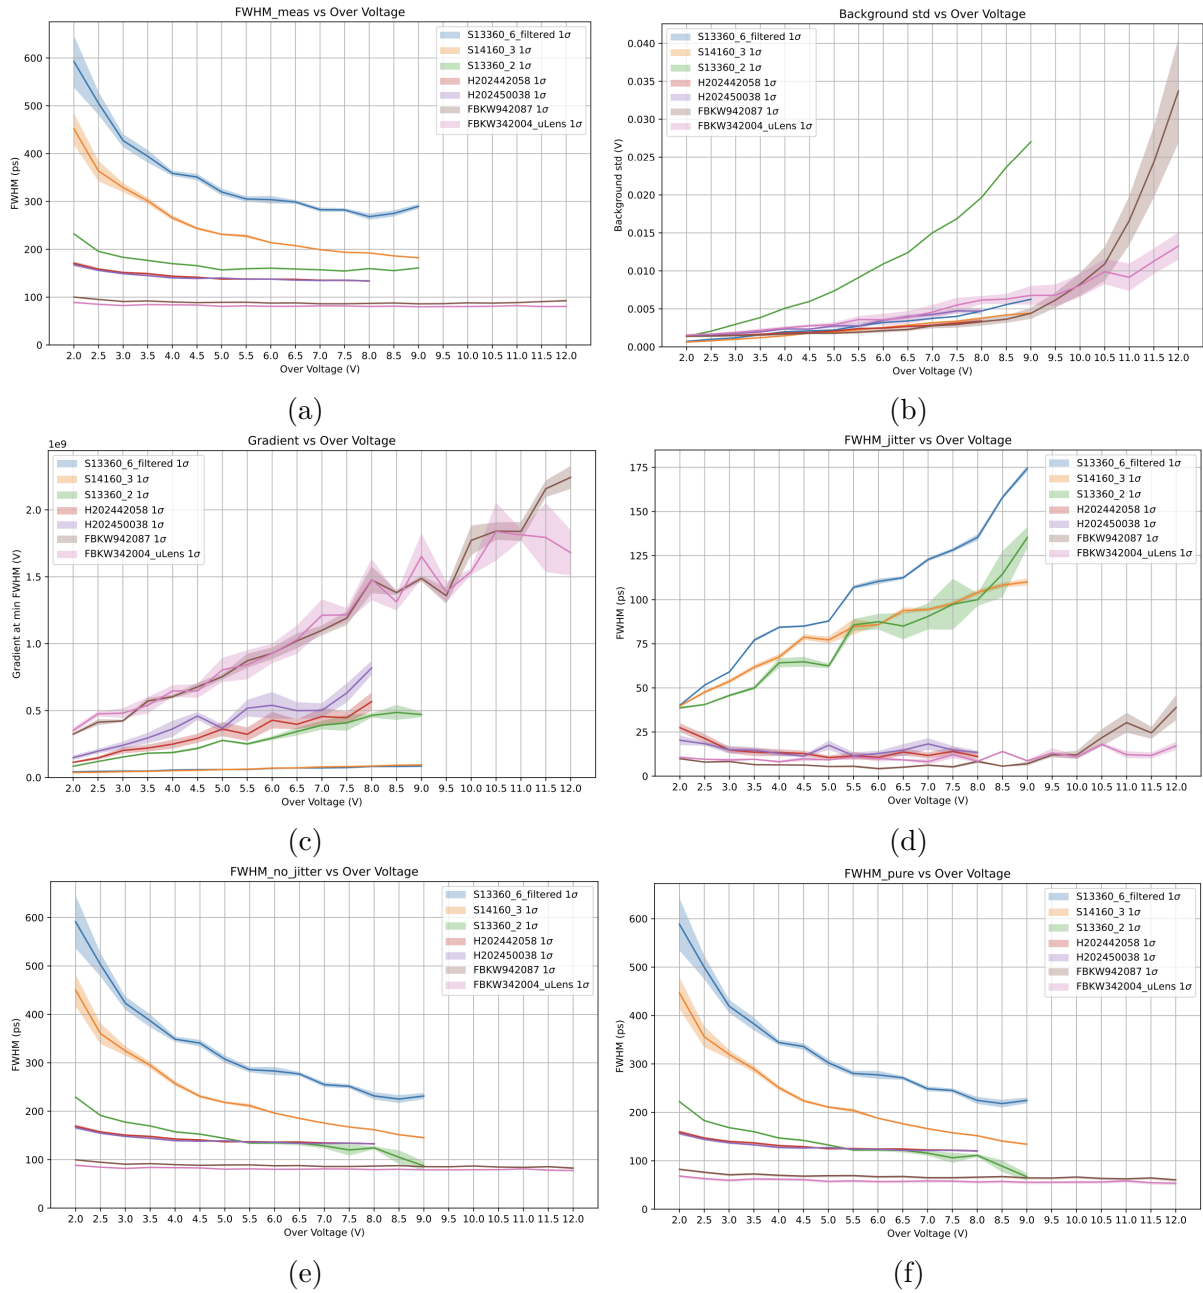 FWHM_meas vs Over Voltage
S13360_6_filtered 1σ
S14160_3 1σ
S13360_2 1σ
H202442058 1σ
H202450038 1σ
FBKW942087 1σ
FBKW342004_uLens 1σ
600
500
400
300
200
100
0
FWHM (ps)
2.0 2.5 3.0 3.5 4.0 4.5 5.0 5.5 6.0 6.5 7.0 7.5 8.0 8.5 9.0 9.5 10.0 10.5 11.0 11.5 12.0
Over Voltage (V)
(a)
Background std vs Over Voltage
S13360_6_filtered 1σ
S14160_3 1σ
S13360_2 1σ
H202442058 1σ
H202450038 1σ
FBKW942087 1σ
FBKW342004_uLens 1σ
0.040
0.035
0.030
0.025
0.020
0.015
0.010
0.005
0.000
Background std (V)
2.0 2.5 3.0 3.5 4.0 4.5 5.0 5.5 6.0 6.5 7.0 7.5 8.0 8.5 9.0 9.5 10.0 10.5 11.0 11.5 12.0
Over Voltage (V)
(b)
Gradient vs Over Voltage
1e9
S13360_6_filtered 1σ
S14160_3 1σ
S13360_2 1σ
H202442058 1σ
H202450038 1σ
FBKW942087 1σ
FBKW342004_uLens 1σ
2.0
1.5
1.0
0.5
0.0
Gradient at min FWHM (V)
2.0 2.5 3.0 3.5 4.0 4.5 5.0 5.5 6.0 6.5 7.0 7.5 8.0 8.5 9.0 9.5 10.0 10.5 11.0 11.5 12.0
Over Voltage (V)
(c)
FWHM_jitter vs Over Voltage
S13360_6_filtered 1σ
S14160_3 1σ
S13360_2 1σ
H202442058 1σ
H202450038 1σ
FBKW942087 1σ
FBKW342004_uLens 1σ
175
150
125
100
75
50
25
0
FWHM (ps)
2.0 2.5 3.0 3.5 4.0 4.5 5.0 5.5 6.0 6.5 7.0 7.5 8.0 8.5 9.0 9.5 10.0 10.5 11.0 11.5 12.0
Over Voltage (V)
(d)
FWHM_no_jitter vs Over Voltage
S13360_6_filtered 1σ
S14160_3 1σ
S13360_2 1σ
H202442058 1σ
H202450038 1σ
FBKW942087 1σ
FBKW342004_uLens 1σ
600
500
400
300
200
100
0
FWHM (ps)
2.0 2.5 3.0 3.5 4.0 4.5 5.0 5.5 6.0 6.5 7.0 7.5 8.0 8.5 9.0 9.5 10.0 10.5 11.0 11.5 12.0
Over Voltage (V)
(e)
FWHM_pure vs Over Voltage
S13360_6_filtered 1σ
S14160_3 1σ
S13360_2 1σ
H202442058 1σ
H202450038 1σ
FBKW942087 1σ
FBKW342004_uLens 1σ
600
500
400
300
200
100
0
FWHM (ps)
2.0 2.5 3.0 3.5 4.0 4.5 5.0 5.5 6.0 6.5 7.0 7.5 8.0 8.5 9.0 9.5 10.0 10.5 11.0 11.5 12.0
Over Voltage (V)
(f)